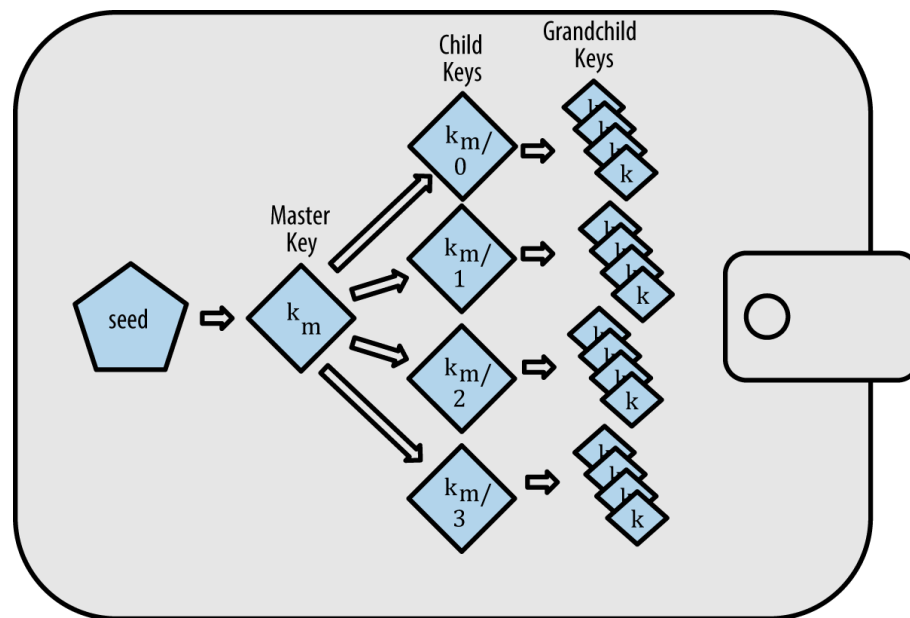 Child
Keys
Grandchild
Keys
Master
Key
seed
k m
k m/
0
k m/
1
k m/
2
k m/
3
k
k
k
k